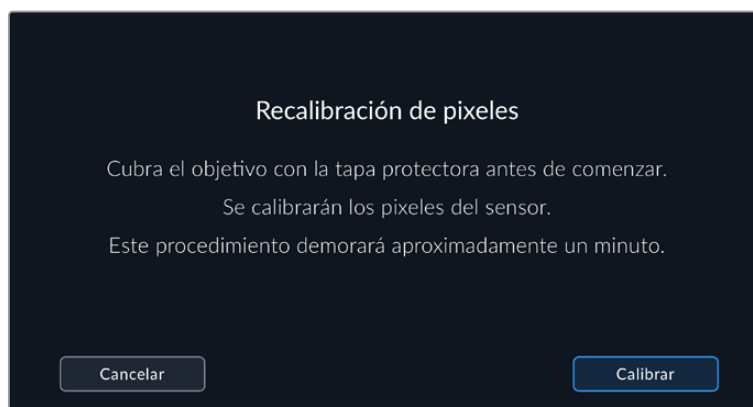 Recalibración de pixeles
Cubra el objetivo con la tapa protectora antes de comenzar.
Se calibrarán los pixeles del sensor.
Este procedimiento demorará aproximadamente un minuto.
Cancelar
Calibrar